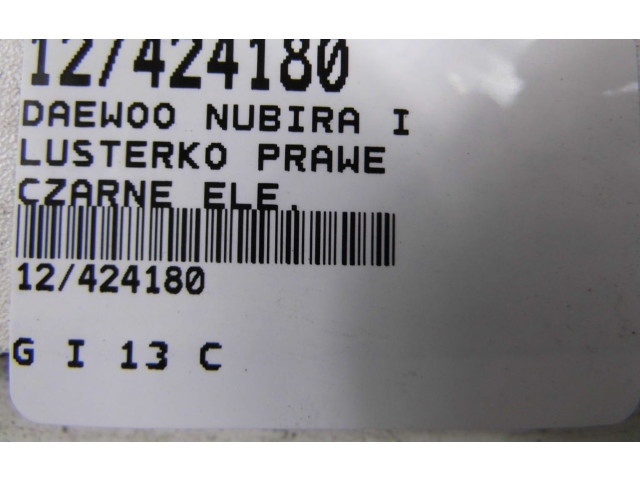 12/424180
DAEWOO NUBIRA I
LUSTERKO PRAWE
CZARNE ELE.
12/424180
G I 13 C